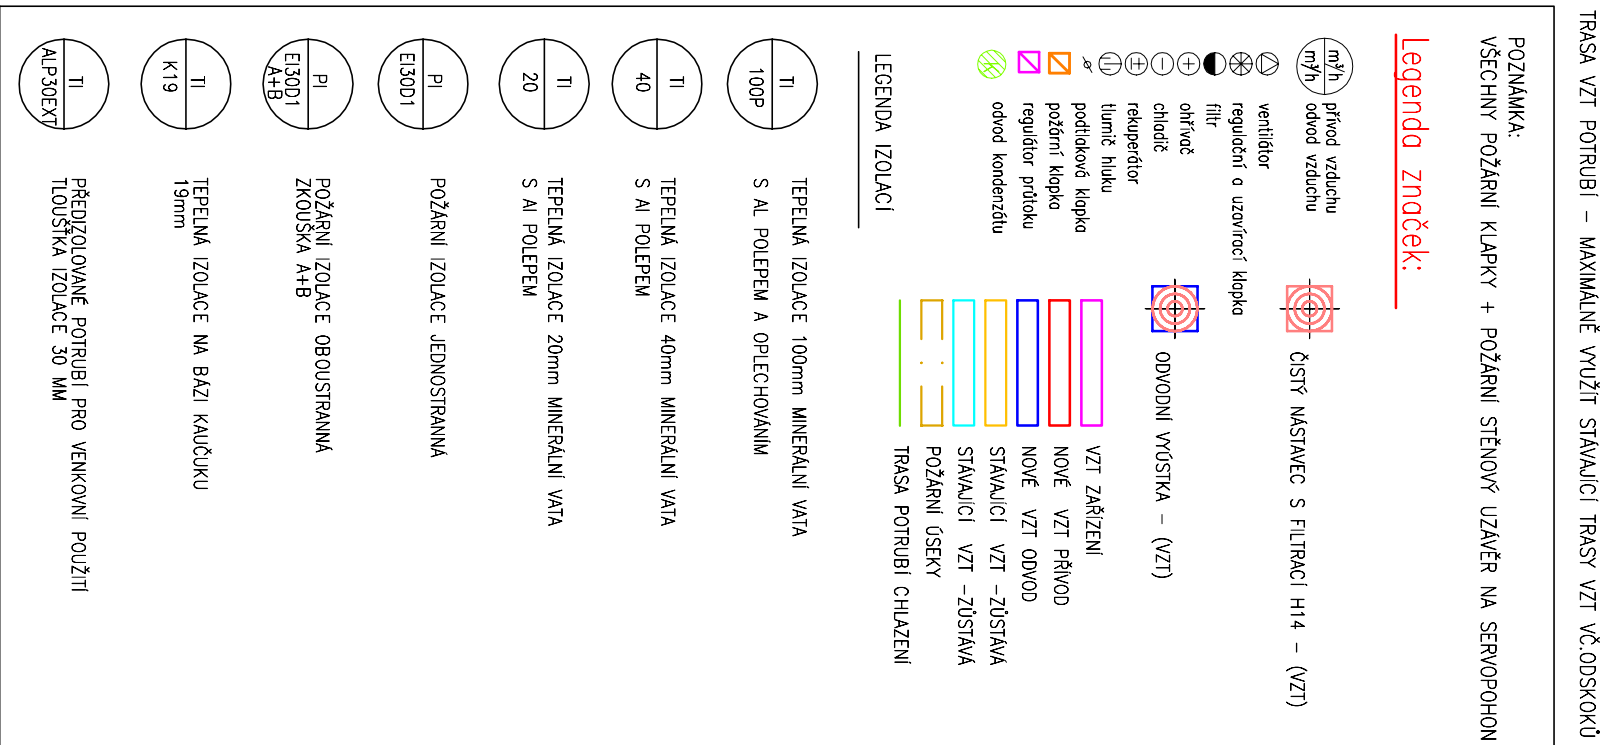 TRASA VZT POTRUBÍ – MAXIMÁLNĚ VYUŽÍT STÁVAJÍCÍ TRASY VZT VČ.ODSKOKŮ
POZNÁMKA:
VŠECHNY POŽÁRNÍ KLAPKY + POŽÁRNÍ STĚNOVÝ UZÁVĚR NA SERVOPOHON
Legenda značek:
m³/h
m³/h
přívod vzduchu
odvod vzduchu
ventilátor
regulační a uzavírací klapka
filtr
ohřívač
chladič
rekuperátor
tlumič hluku
podtlaková klapka
požární klapka
regulátor průtoku
odvod kondenzátu
ČISTÝ NÁSTAVEC S FILTRACÍ H14 – (VZT)
ODVODNÍ VYÚSTKA – (VZT)
VZT ZAŘÍZENÍ
NOVÉ VZT PŘÍVOD
NOVÉ VZT ODVOD
STÁVAJÍCÍ VZT –ZŮSTÁVÁ
STÁVAJÍCÍ VZT –ZŮSTÁVÁ
POŽÁRNÍ ÚSEKY
TRASA POTRUBÍ CHLAZENÍ
LEGENDA IZOLACÍ
TI
100P
TEPELNÁ IZOLACE 100mm MINERÁLNÍ VATA
S AL POLEPEM A OPLECHOVÁNÍM
TI
40
TEPELNÁ IZOLACE 40mm MINERÁLNÍ VATA
S Al POLEPEM
TI
20
TEPELNÁ IZOLACE 20mm MINERÁLNÍ VATA
S Al POLEPEM
PI
EI30D1
POŽÁRNÍ IZOLACE JEDNOSTRANNÁ
PI
EI30D1
A+B
POŽÁRNÍ IZOLACE OBOUSTRANNÁ
ZKOUŠKA A+B
TI
K19
TEPELNÁ IZOLACE NA BÁZI KAUČUKU
19mm
TI
ALP30EXT
PŘEDIZOLOVANÉ POTRUBÍ PRO VENKOVNÍ POUŽITÍ
TLOUŠŤKA IZOLACE 30 MM